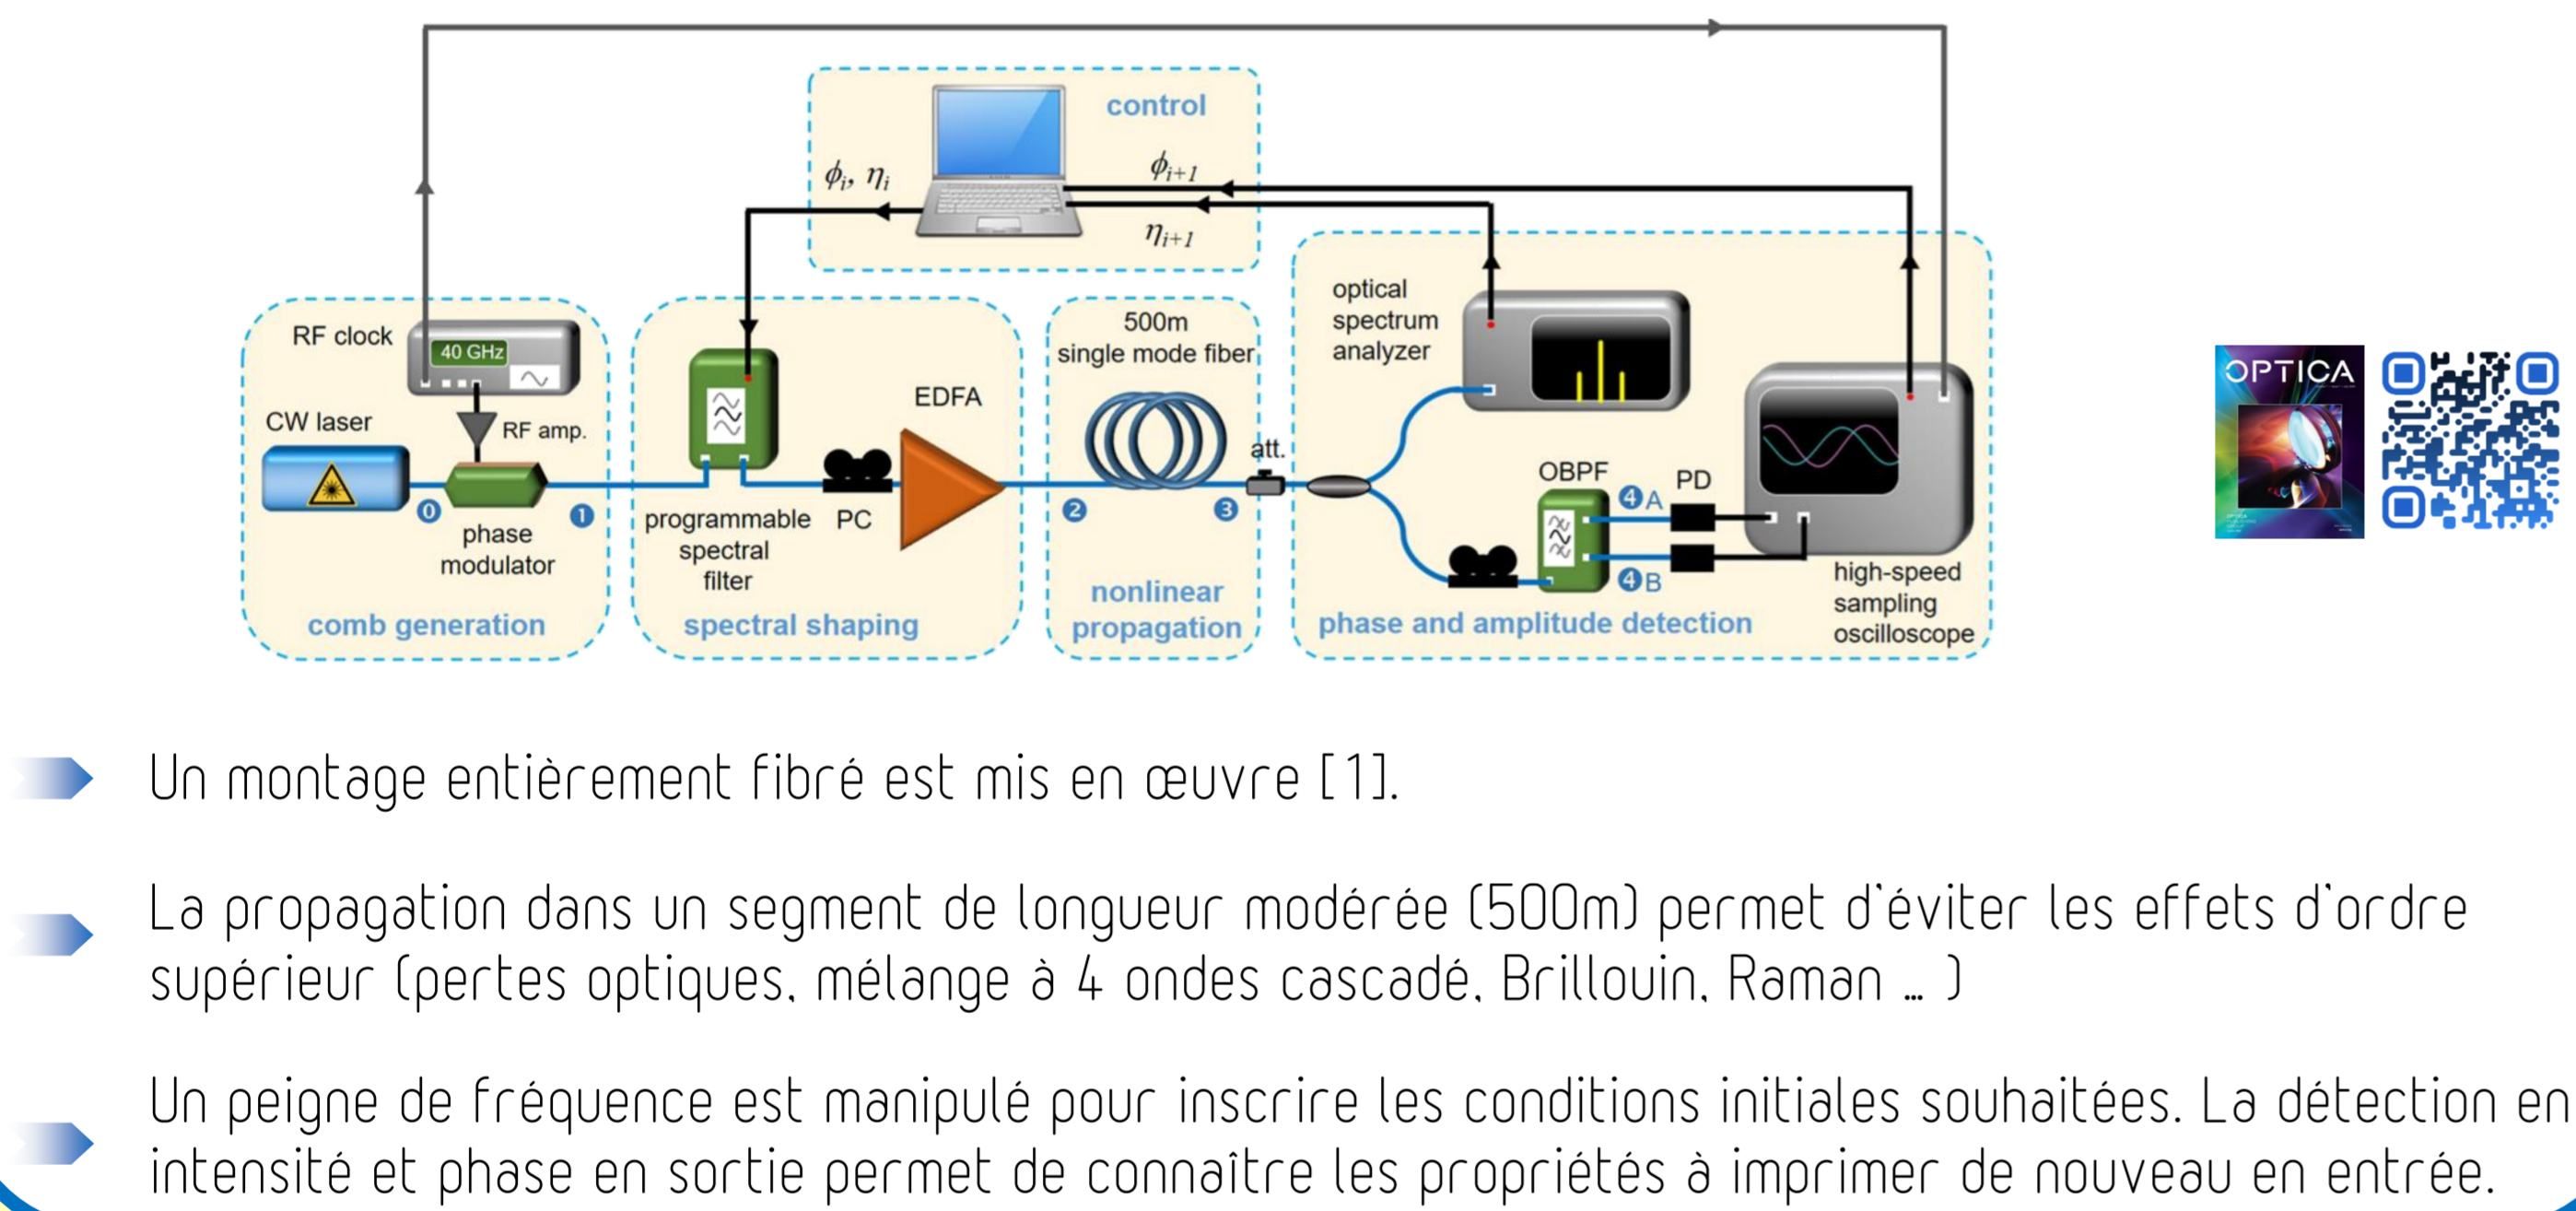 control
ϕi, ηi
ϕi+1
ηi+1
RF clock
40 GHz
CW laser
RF amp.
0
1
phase
modulator
comb generation
EDFA
programmable
spectral
filter
PC
spectral shaping
500m
single mode fiber
2
3
att.
nonlinear
propagation
optical
spectrum
analyzer
OBPF
4A
PD
4B
high-speed
sampling
oscilloscope
phase and amplitude detection
OPTICA
Un montage entièrement fibré est mis en œuvre [1].
La propagation dans un segment de longueur modérée (500m) permet d'éviter les effets d'ordre
supérieur (pertes optiques, mélange à 4 ondes cascadé, Brillouin, Raman … )
Un peigne de fréquence est manipulé pour inscrire les conditions initiales souhaitées. La détection en
intensité et phase en sortie permet de connaître les propriétés à imprimer de nouveau en entrée.